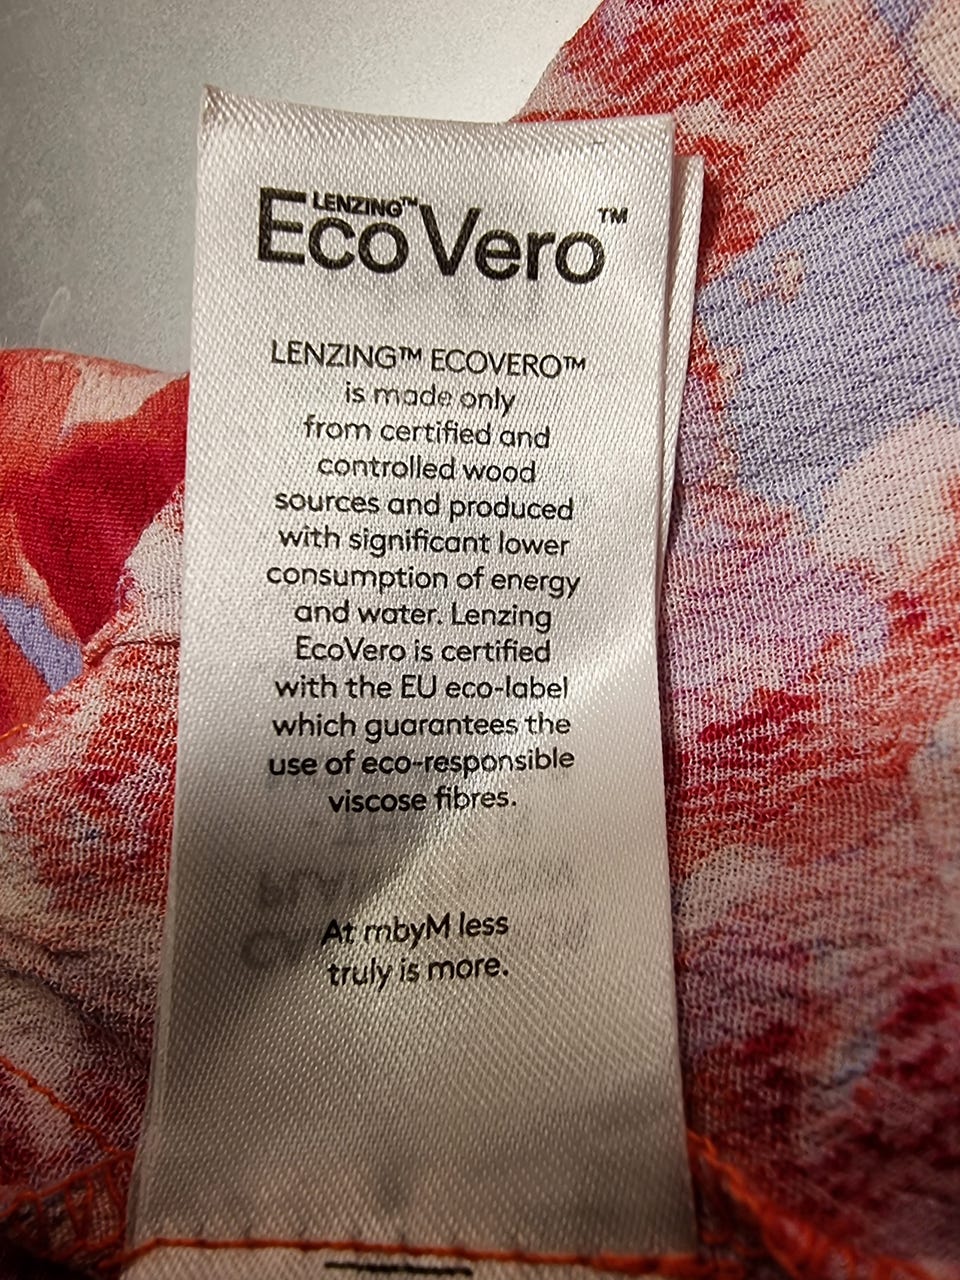 LENZING™
EcoVero™
LENZING™ ECOVERO™
is made only
from certified and
controlled wood
sources and produced
with significant lower
consumption of energy
and water. Lenzing
EcoVero is certified
with the EU eco-label
which guarantees the
use of eco-responsible
viscose fibres.
At mbyM less
truly is more.